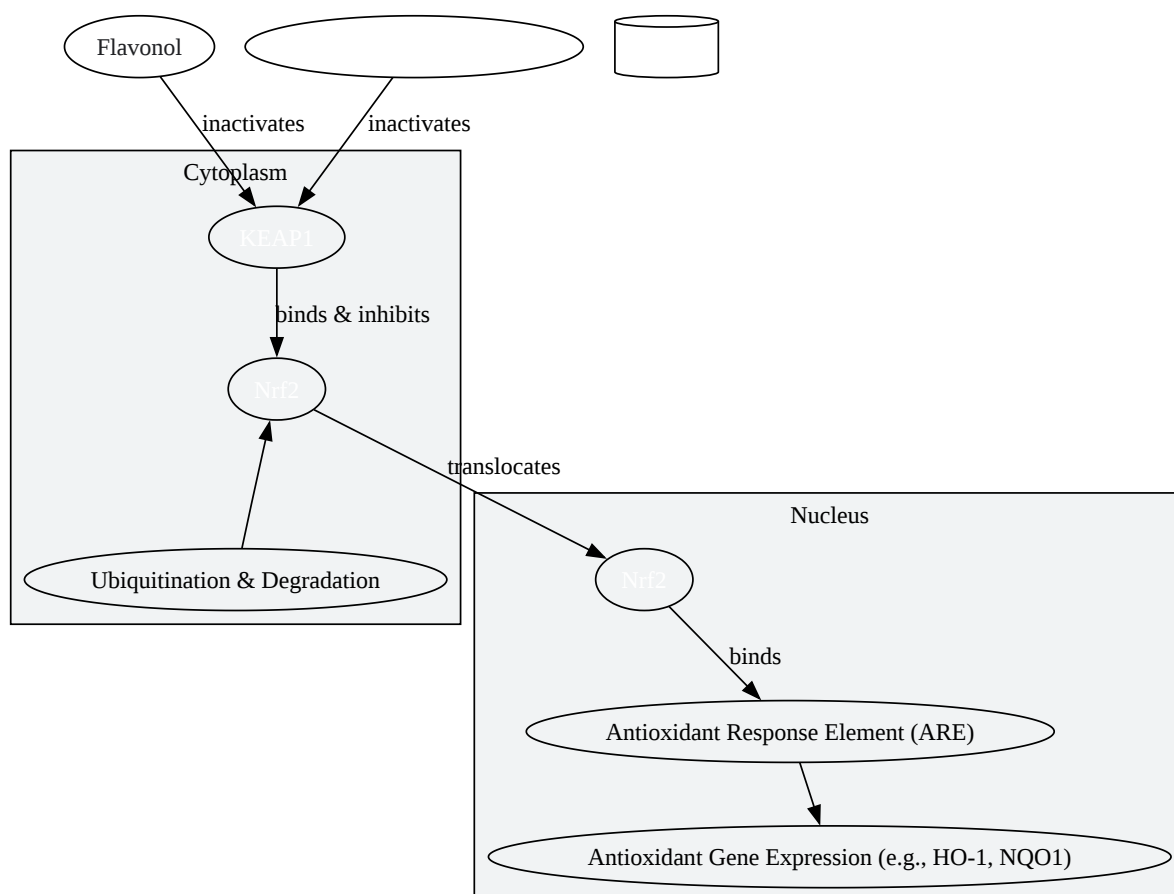 Flavonol
inactivates
inactivates
Cytoplasm
KEAP1
binds & inhibits
Nrf2
translocates
Nucleus
Ubiquitination & Degradation
Nrf2
binds
Antioxidant Response Element (ARE)
Antioxidant Gene Expression (e.g., HO-1, NQO1)